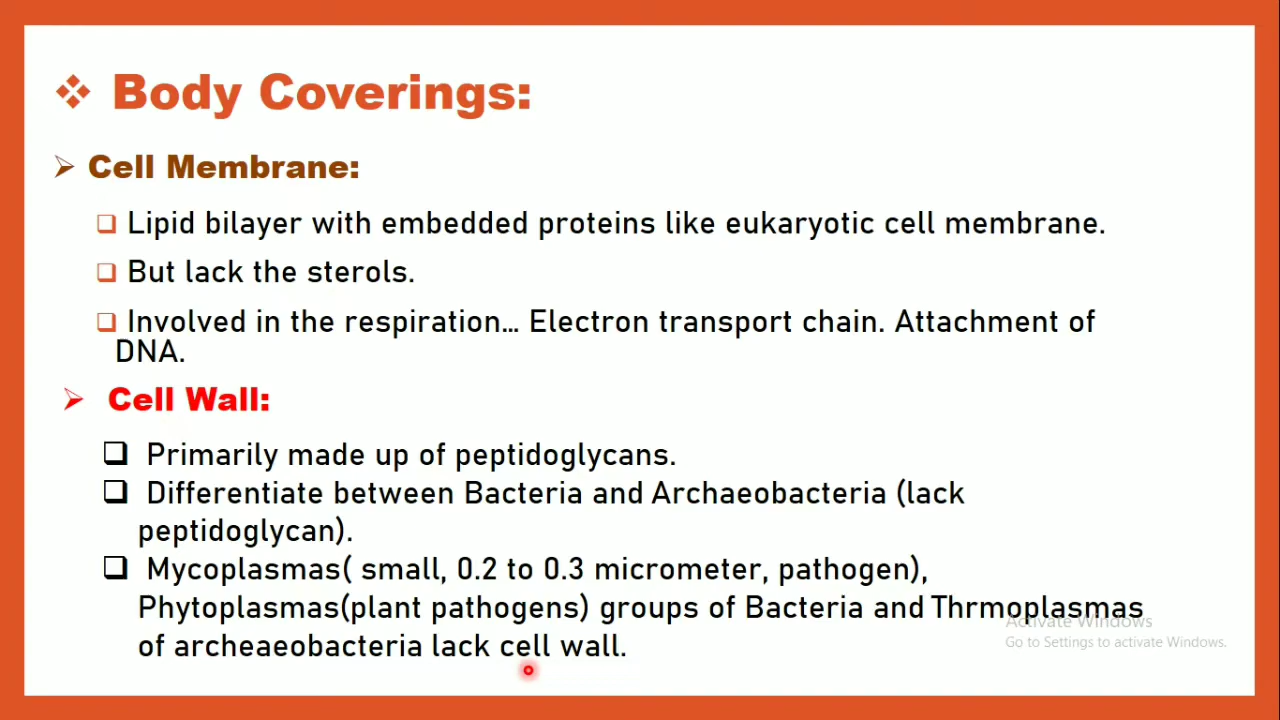 Body Coverings:
Cell Membrane:
Lipid bilayer with embedded proteins like eukaryotic cell membrane.
But lack the sterols.
Involved in the respiration... Electron transport chain. Attachment of
DNA.
Cell Wall:
Primarily made up of peptidoglycans.
Differentiate between Bacteria and Archaeobacteria (lack
peptidoglycan).
Mycoplasmas( small, 0.2 to 0.3 micrometer, pathogen),
Phytoplasmas(plant pathogens) groups of Bacteria and Thrmoplasmas
of archeaeobacteria lack cell wall.
Activate Windows
Go to Settings to activate Windows.